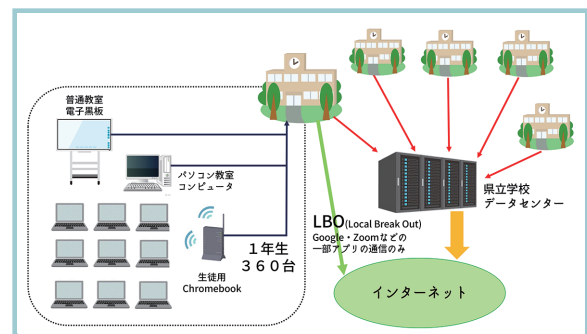 普通教室
電子黒板
パソコン教室
コンピュータ
1年生
360台
生徒用
Chromebook
県立学校
データセンター
LBO(Local Break Out)
Google・Zoomなどの
一部アプリの通信のみ
インターネット